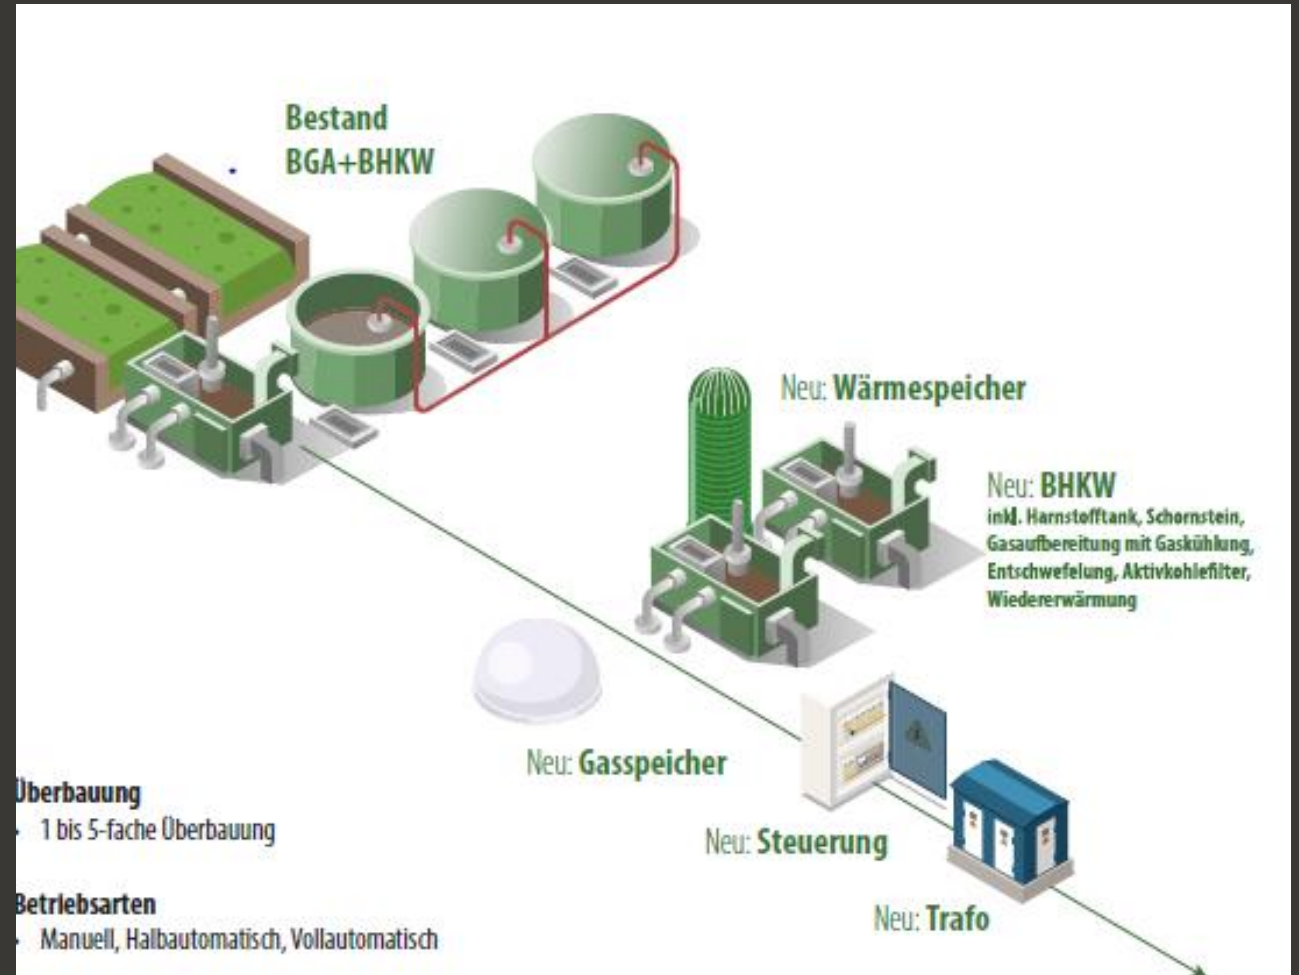 Bestand
BGA+BHKW
Neu: Wärmespeicher
Neu: BHKW
inkl. Harnstofftank, Schornstein,
Gasaufbereitung mit Gaskühlung,
Entschwefelung, Aktivkohlefilter,
Wiedererwärmung
Neu: Gasspeicher
Neu: Steuerung
Neu: Trafo
Überbauung
• 1 bis 5-fache Überbauung
Betriebsarten
• Manuell, Halbautomatisch, Vollautomatisch